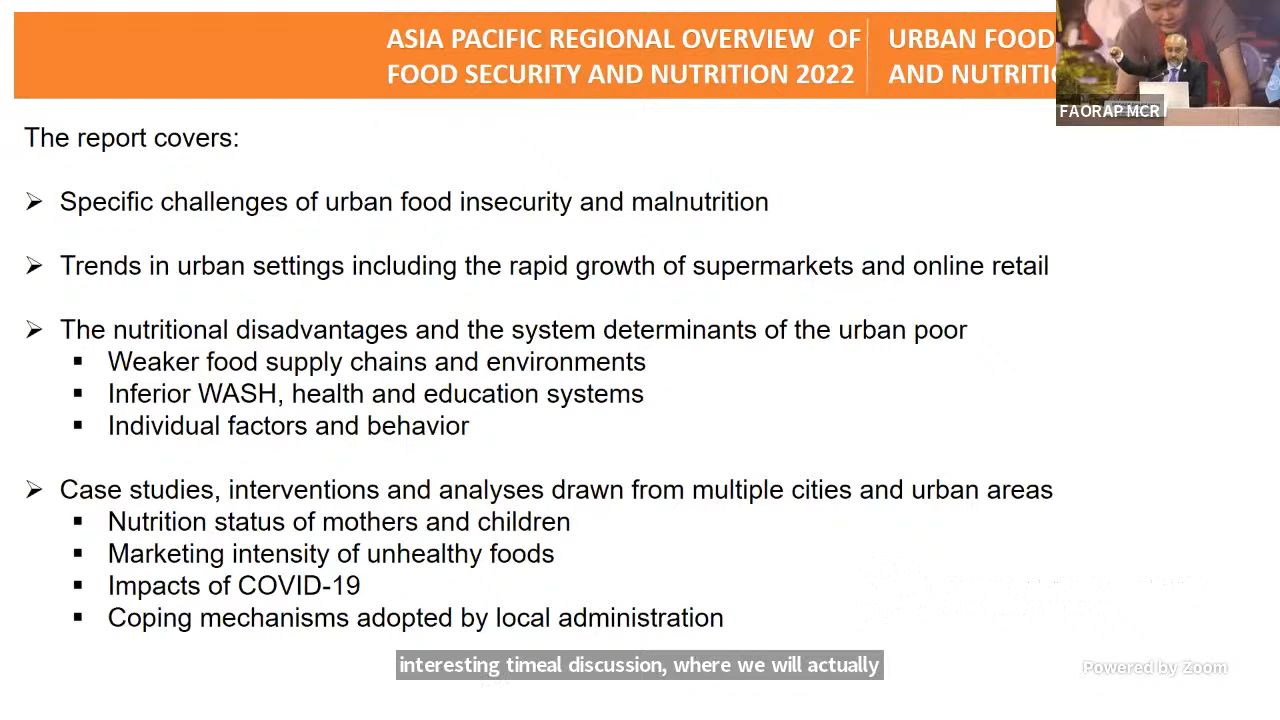 ASIA PACIFIC REGIONAL OVERVIEW OF
FOOD SECURITY AND NUTRITION 2022
URBAN FOOD
AND
FAORAP MCR
The report covers:
➢ Specific challenges of urban food insecurity and malnutrition
➢ Trends in urban settings including the rapid growth of supermarkets and online retail
➢ The nutritional disadvantages and the system determinants of the urban poor
▪ Weaker food supply chains and environments
▪ Inferior WASH, health and education systems
▪ Individual factors and behavior
➢ Case studies, interventions and analyses drawn from multiple cities and urban areas
▪ Nutrition status of mothers and children
▪ Marketing intensity of unhealthy foods
▪ Impacts of COVID-19
▪ Coping mechanisms adopted by local administration
interesting timeal discussion, where we will actually
Powered by Zoom